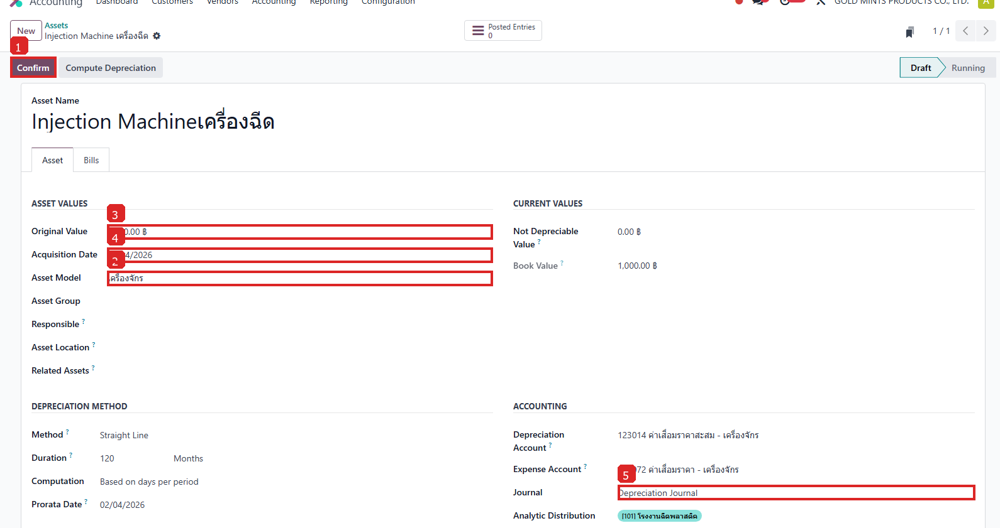 Accounting Dashboard Customers Vendors Accounting Reporting Configuration GOLD MINTS PRODUCTS CO., LTD. A
New Assets
Injection Machine เครื่องฉีด
Posted Entries
0
1 / 1
1
Confirm Compute Depreciation Draft Running
Asset Name
Injection Machineเครื่องฉีด
Asset Bills
ASSET VALUES CURRENT VALUES
3
Original Value 0.00 ฿ Not Depreciable Value ? 0.00 ฿
4
Acquisition Date 4/2026
2
Asset Model เครื่องจักร Book Value ? 1,000.00 ฿
Asset Group
Responsible ?
Asset Location ?
Related Assets ?
DEPRECIATION METHOD ACCOUNTING
Method ? Straight Line Depreciation Account ? 123014 ค่าเสื่อมราคาสะสม - เครื่องจักร
Duration ? 120 Months Expense Account ? 72 ค่าเสื่อมราคา - เครื่องจักร
5
Computation Based on days per period Journal Depreciation Journal
Prorata Date ? 02/04/2026 Analytic Distribution [101] โรงงานฉีดพลาสติค